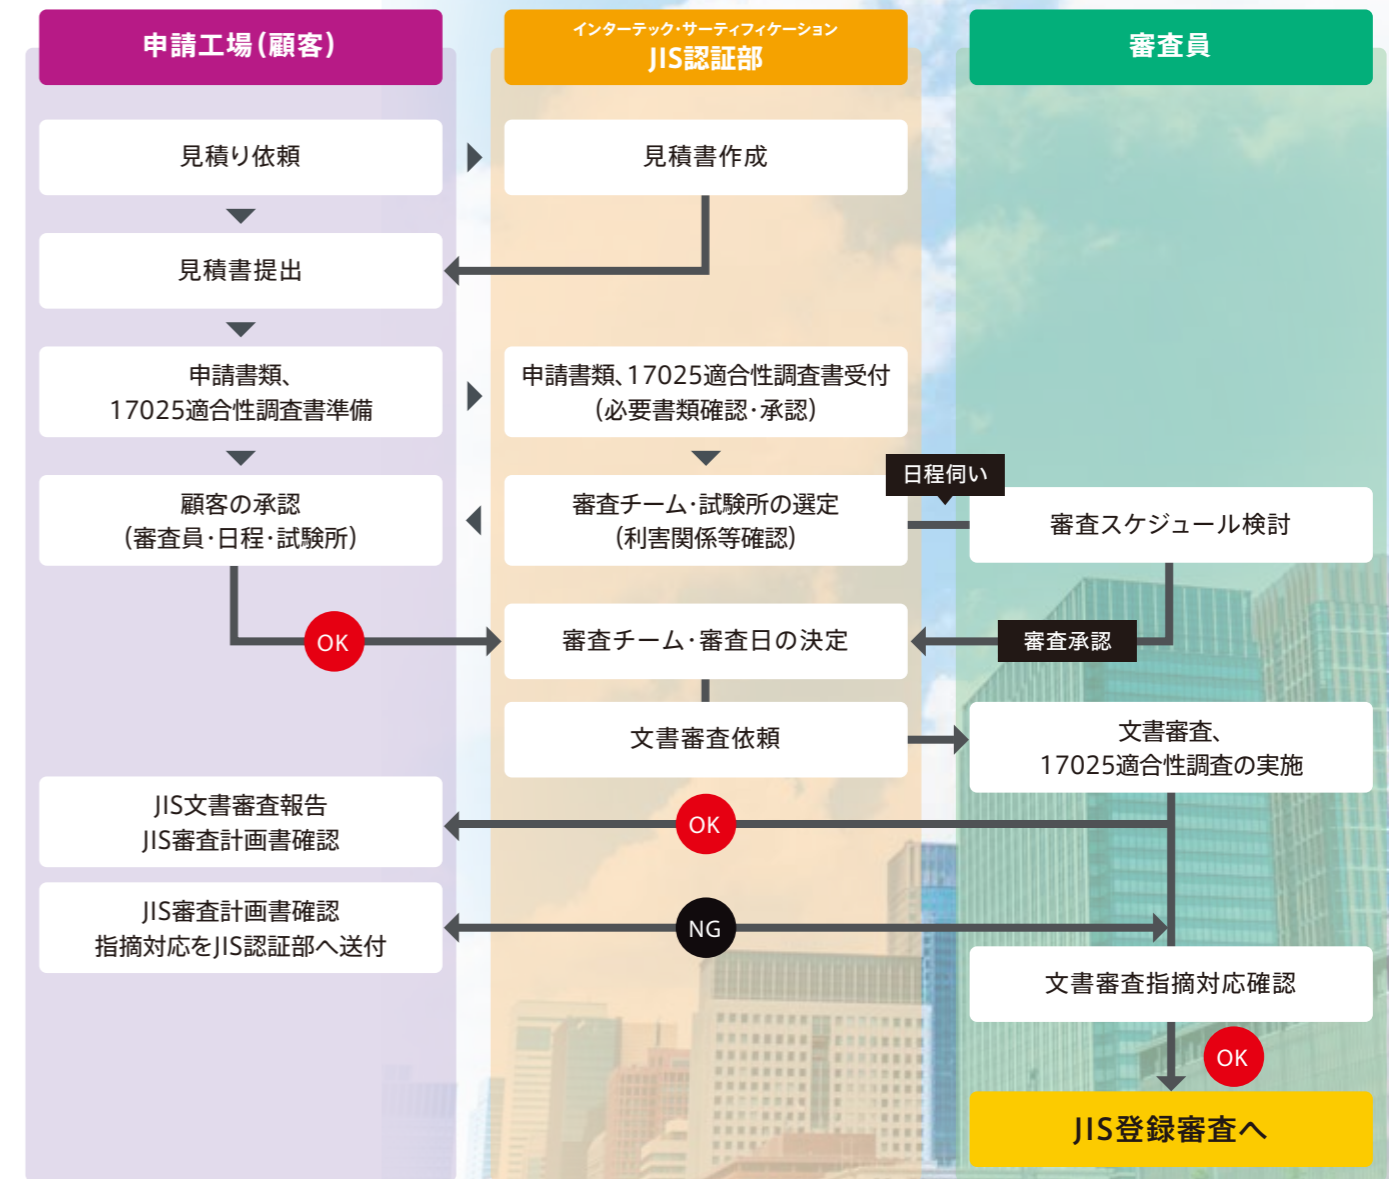 申請工場(顧客)
インターテック・サーティフィケーション
JIS認証部
審査員
見積り依頼
見積書作成
見積書提出
申請書類、
17025適合性調査書準備
申請書類、17025適合性調査書受付
(必要書類確認・承認)
日程伺い
顧客の承認
(審査員・日程・試験所)
審査チーム・試験所の選定
(利害関係等確認)
審査スケジュール検討
OK
審査チーム・審査日の決定
審査承認
文書審査依頼
文書審査、
17025適合性調査の実施
JIS文書審査報告
JIS審査計画書確認
OK
JIS審査計画書確認
指摘対応をJIS認証部へ送付
NG
文書審査指摘対応確認
OK
JIS登録審査へ